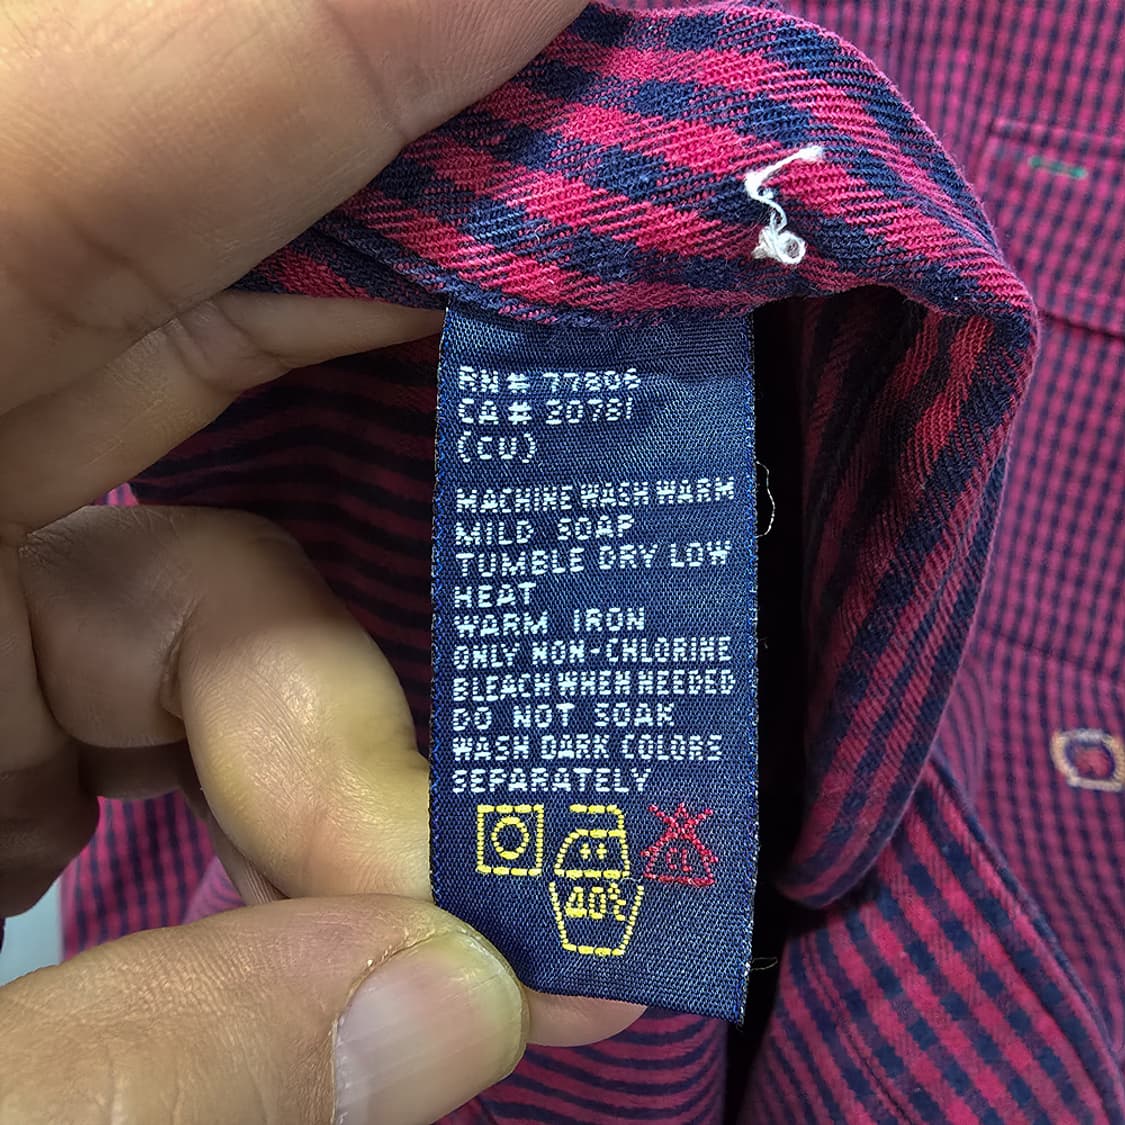 RN # 77806
CA # 20781
(CU)
MACHINE WASH WARM
MILD SOAP
TUMBLE DRY LOW
HEAT
WARM IRON
ONLY NON-CHLORINE
BLEACH WHEN NEEDED
DO NOT SOAK
WASH DARK COLORS
SEPARATELY
CL
40°C